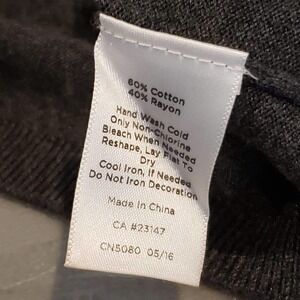 60% Cotton
40% Rayon
Hand Wash Cold
Only Non-Chlorine
Bleach When Needed
Reshape, Lay Flat To
Dry
Cool Iron, If Needed
Do Not Iron Decoration
Made In China
CA #23147
CN5080 05/16